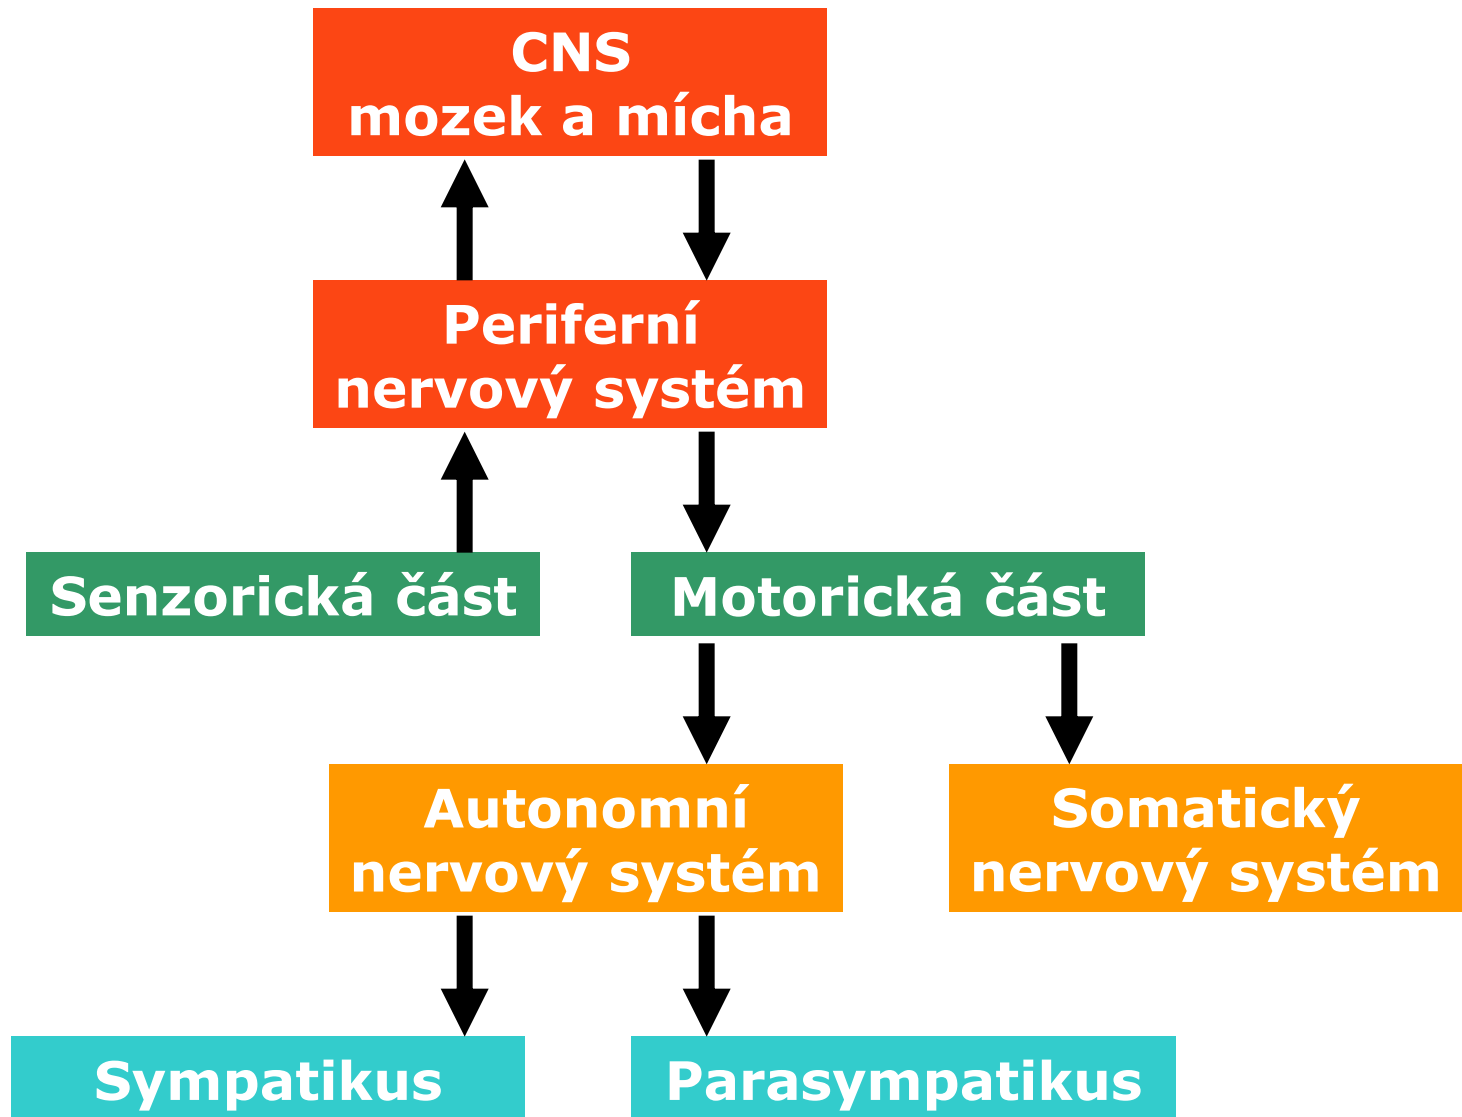 CNS
mozek a mícha
Periferní
nervový systém
Senzorická část
Motorická část
Autonomní
nervový systém
Somatický
nervový systém
Sympatikus
Parasympatikus